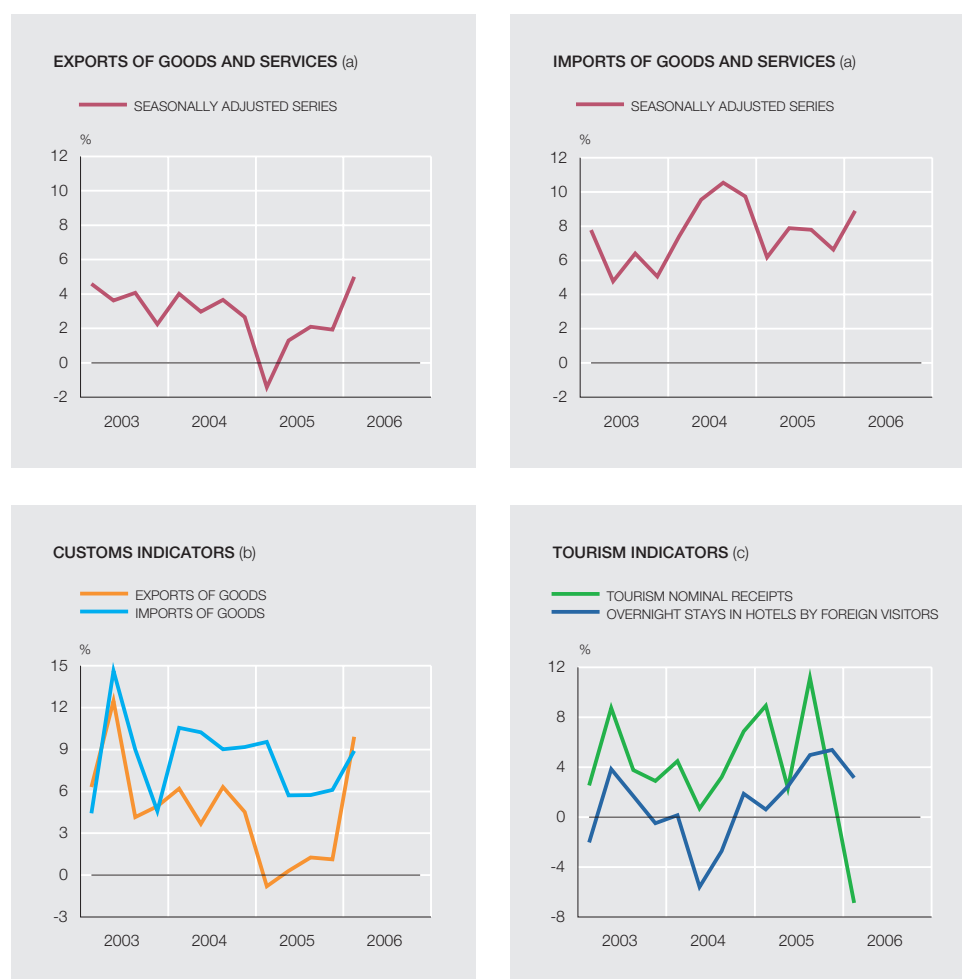 EXPORTS OF GOODS AND SERVICES (a)
SEASONALLY ADJUSTED SERIES
%
12
10
8
6
4
2
0
-2
2003 2004 2005 2006
IMPORTS OF GOODS AND SERVICES (a)
SEASONALLY ADJUSTED SERIES
%
12
10
8
6
4
2
0
-2
2003 2004 2005 2006
CUSTOMS INDICATORS (b)
EXPORTS OF GOODS
IMPORTS OF GOODS
%
15
12
9
6
3
0
-3
2003 2004 2005 2006
TOURISM INDICATORS (c)
TOURISM NOMINAL RECEIPTS
OVERNIGHT STAYS IN HOTELS BY FOREIGN VISITORS
%
12
8
4
0
-4
-8
2003 2004 2005 2006